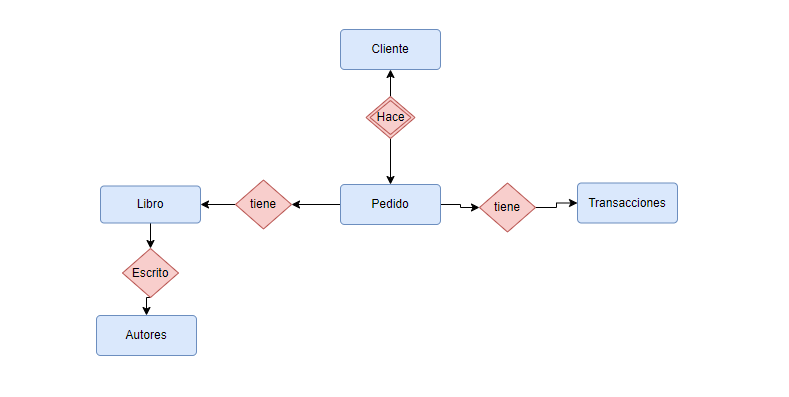 Cliente
Hace
Libro
tiene
Pedido
tiene
Transacciones
Escrito
Autores